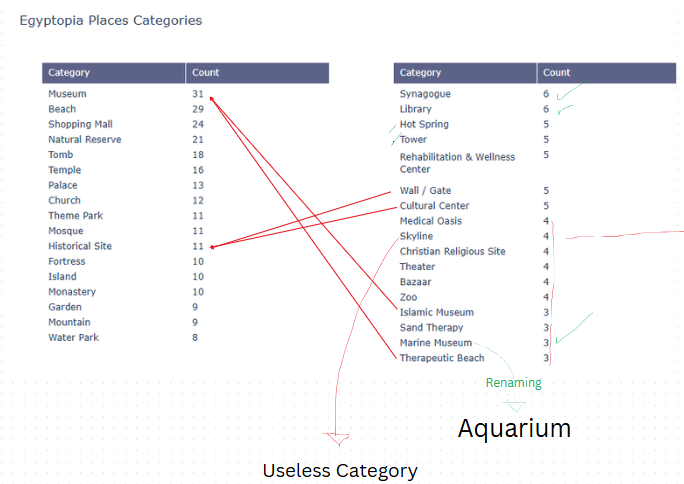 Egyptopia Places Categories
Category Count
Museum 31
Beach 29
Shopping Mall 24
Natural Reserve 21
Tomb 18
Temple 16
Palace 13
Church 12
Theme Park 11
Mosque 11
Historical Site 11
Fortress 10
Island 10
Monastery 10
Garden 9
Mountain 9
Water Park 8
Category Count
Synagogue 6
Library 6
Hot Spring 5
Tower 5
Rehabilitation & Wellness 5
Center
Wall / Gate 5
Cultural Center 5
Medical Oasis 4
Skyline 4
Christian Religious Site 4
Theater 4
Bazaar 4
Zoo 4
Islamic Museum 3
Sand Therapy 3
Marine Museum 3
Therapeutic Beach 3
Renaming
Aquarium
Useless Category